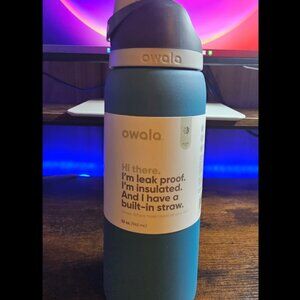 owala
owala
Hi there.
I'm leak proof.
I'm insulated.
And I have a
built-in straw.